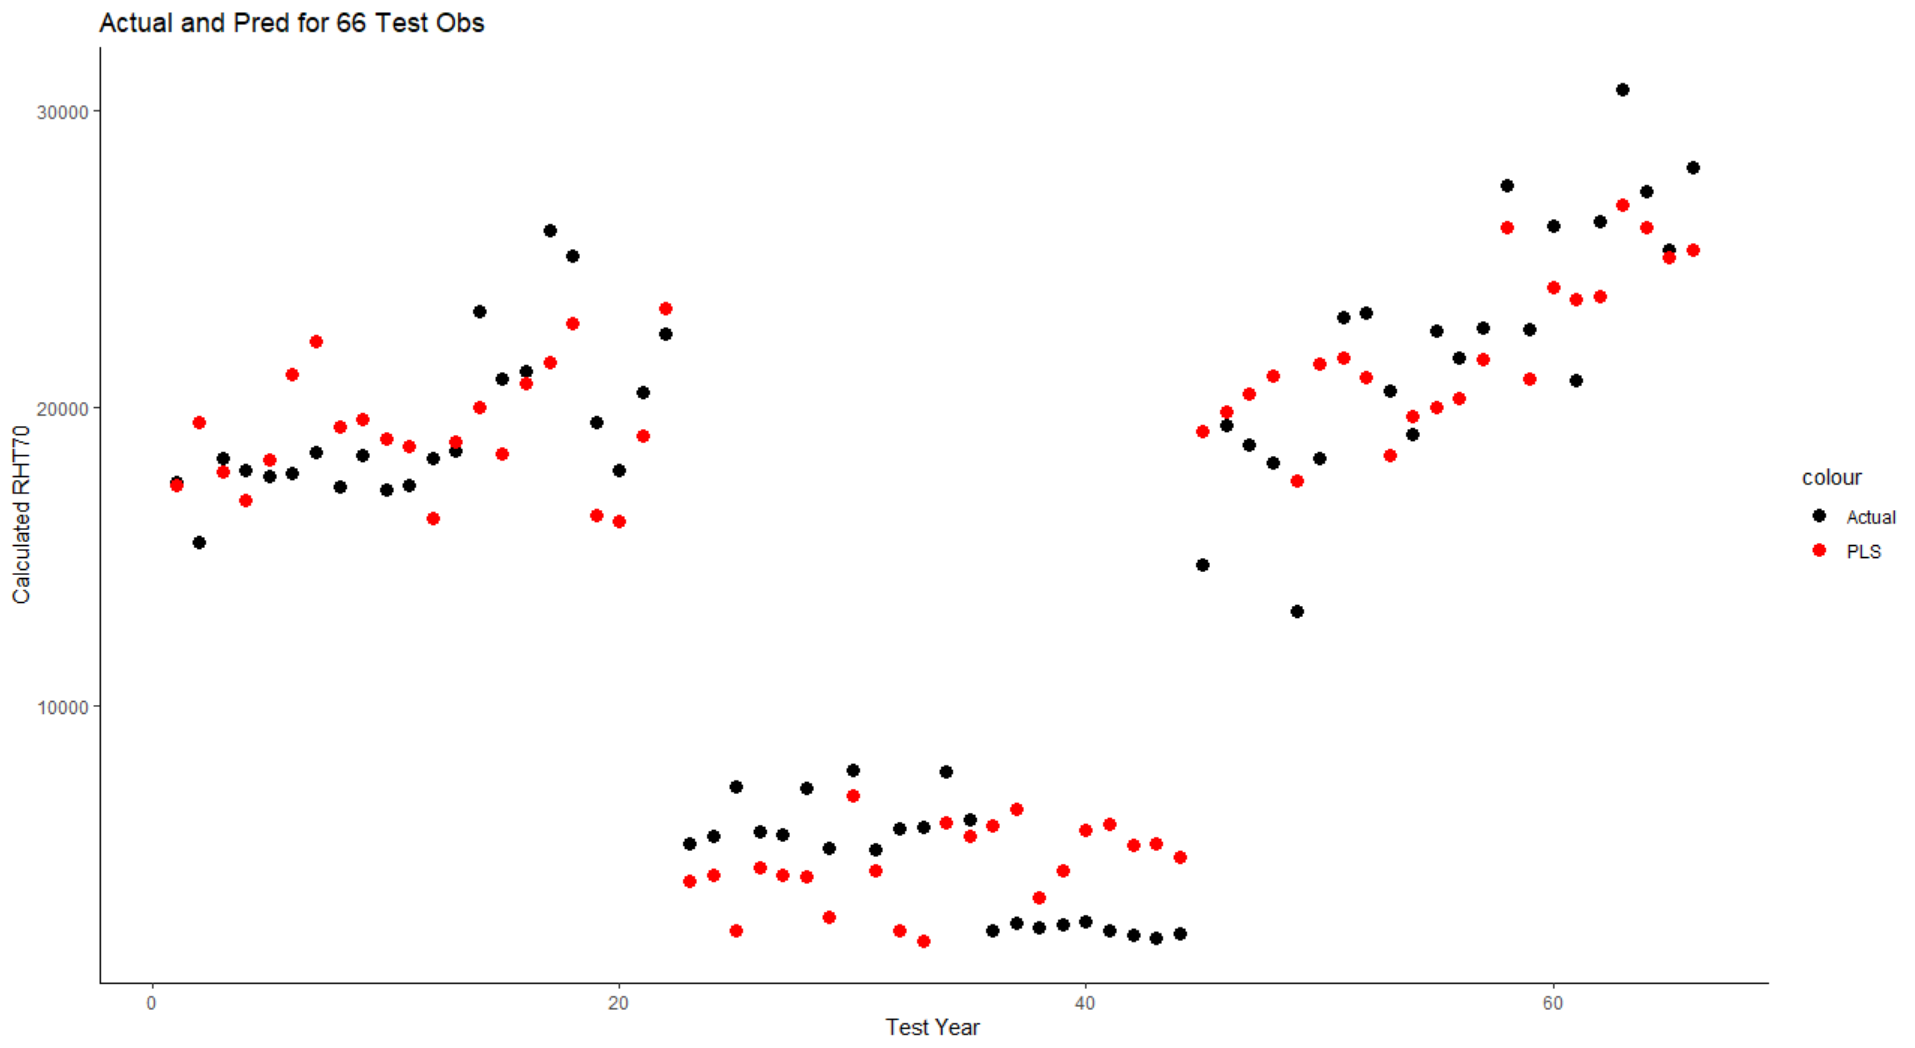 Actual and Pred for 66 Test Obs
30000
20000
10000
Calculated RHT70
0 20 40 60
Test Year
colour
Actual
PLS